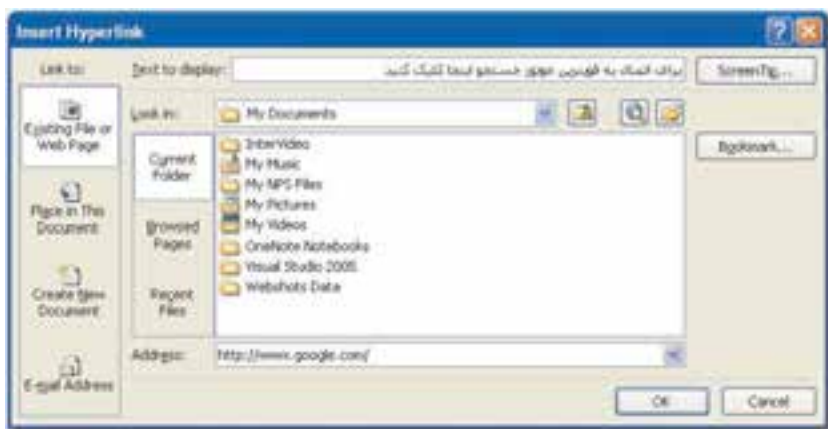 Insert Hyperlink
Link to:
Text to display: برای اتصال به قویترین موتور جستجو اینجا کلیک کنید
ScreenTip...
Existing File or Web Page
Look in: My Documents
Bookmark...
Current Folder
InterVideo
My Music
My NPS Files
My Pictures
My Videos
OneNote Notebooks
Visual Studio 2005
Webshots Data
Place in This Document
Browsed Pages
Create New Document
Recent Files
E-mail Address
Address: http://www.google.com/
OK
Cancel